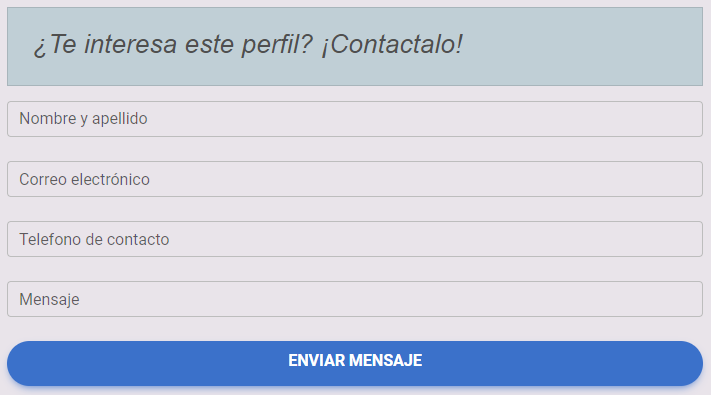 ¿Te interesa este perfil? ¡Contactalo!
Nombre y apellido
Correo electrónico
Telefono de contacto
Mensaje
ENVIAR MENSAJE